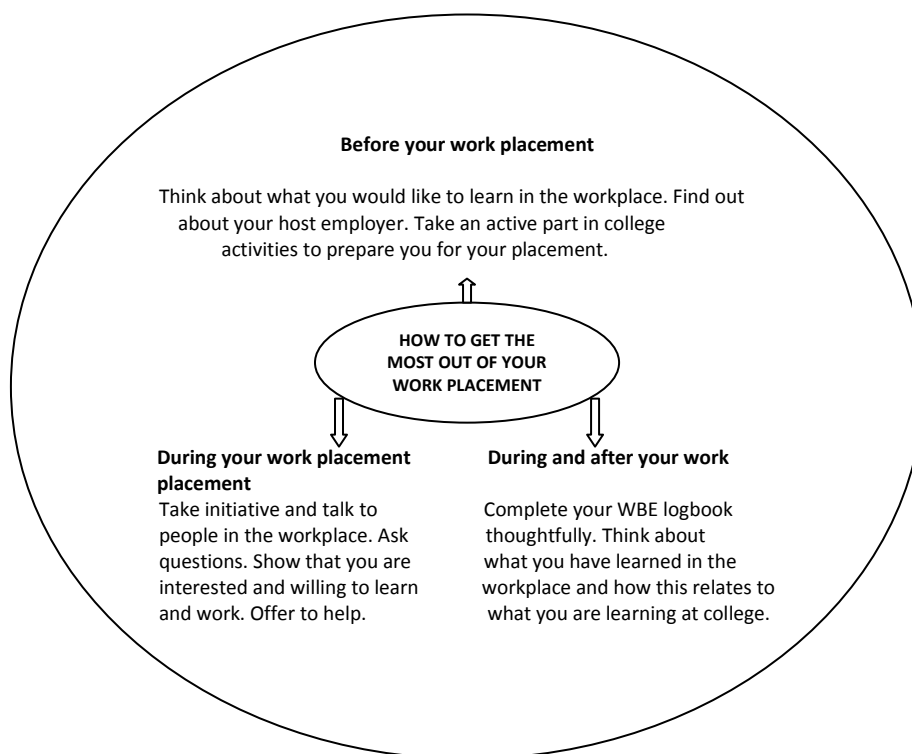 Before your work placement
Think about what you would like to learn in the workplace. Find out
about your host employer. Take an active part in college
activities to prepare you for your placement.
HOW TO GET THE
MOST OUT OF YOUR
WORK PLACEMENT
During your work placement
placement
Take initiative and talk to
people in the workplace. Ask
questions. Show that you are
interested and willing to learn
and work. Offer to help.
During and after your work
Complete your WBE logbook
thoughtfully. Think about
what you have learned in the
workplace and how this relates to
what you are learning at college.